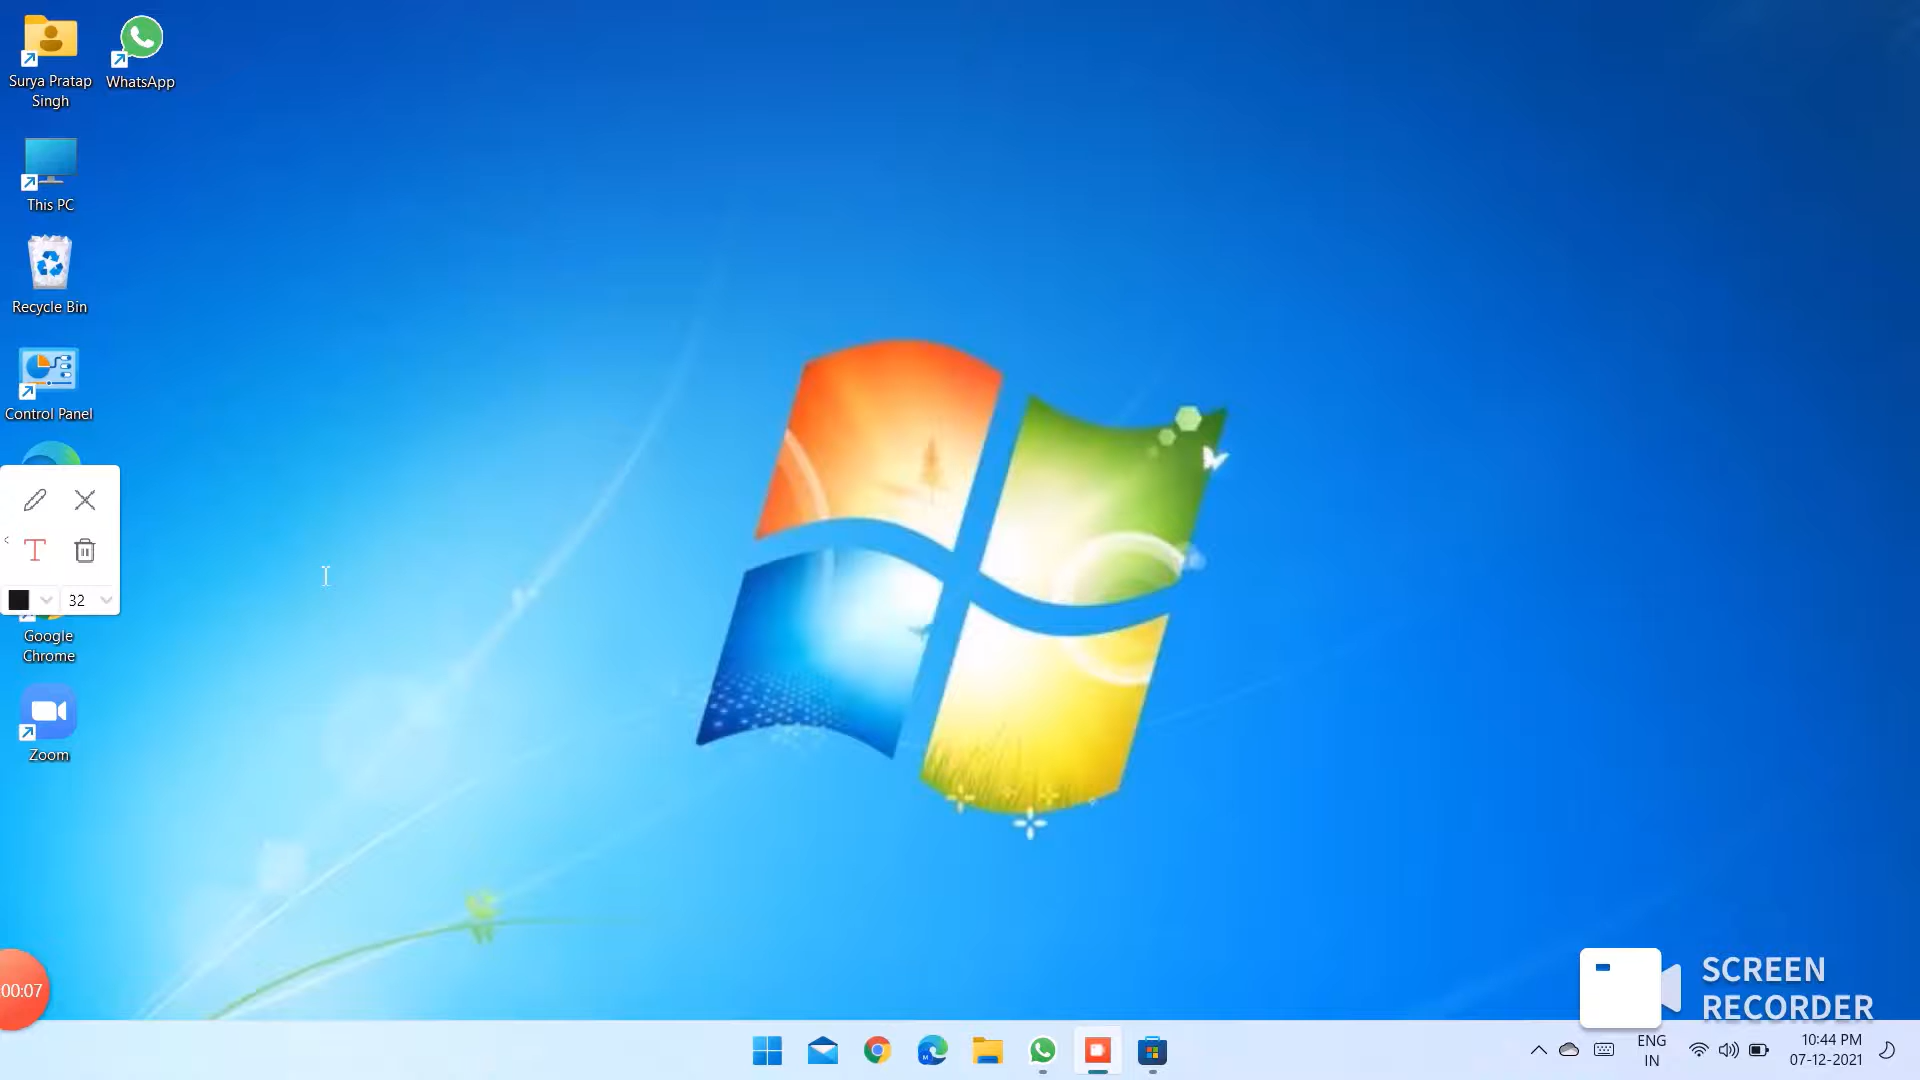 Surya Pratap
Singh
WhatsApp
This PC
Recycle Bin
Control Panel
T
32
Google
Chrome
Zoom
00:07
SCREEN
RECORDER
ENG
IN
10:44 PM
07-12-2021